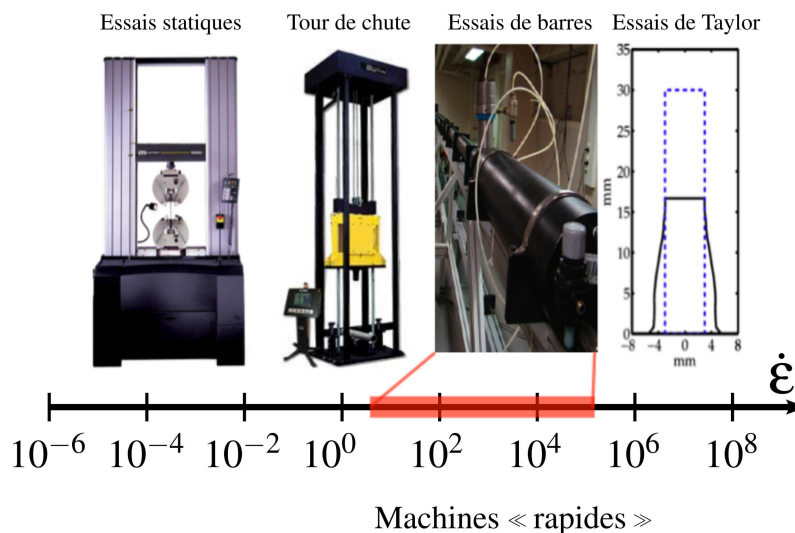 Essais statiques Tour de chute Essais de barres Essais de Taylor
35
30
25
20
15
10
5
0
mm
−8 −4 0 4 8
mm
ε̇
10⁻⁶ 10⁻⁴ 10⁻² 10⁰ 10² 10⁴ 10⁶ 10⁸
Machines « rapides »